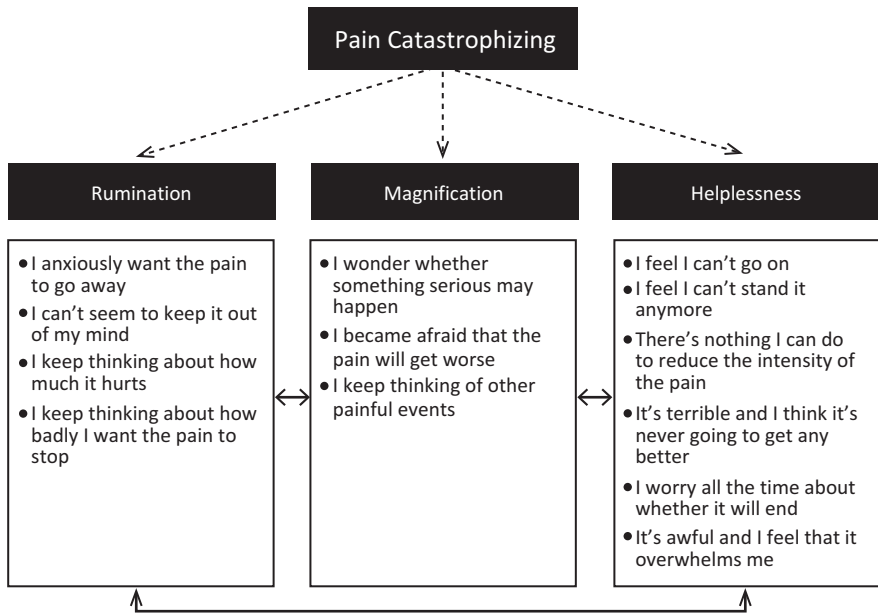 Pain Catastrophizing
Rumination
Magnification
Helplessness
• I anxiously want the pain
to go away
• I can't seem to keep it out
of my mind
• I keep thinking about how
much it hurts
• I keep thinking about how
badly I want the pain to
stop
• I wonder whether
something serious may
happen
• I became afraid that the
pain will get worse
• I keep thinking of other
painful events
• I feel I can't go on
• I feel I can't stand it
anymore
• There's nothing I can do
to reduce the intensity of
the pain
• It's terrible and I think it's
never going to get any
better
• I worry all the time about
whether it will end
• It's awful and I feel that it
overwhelms me